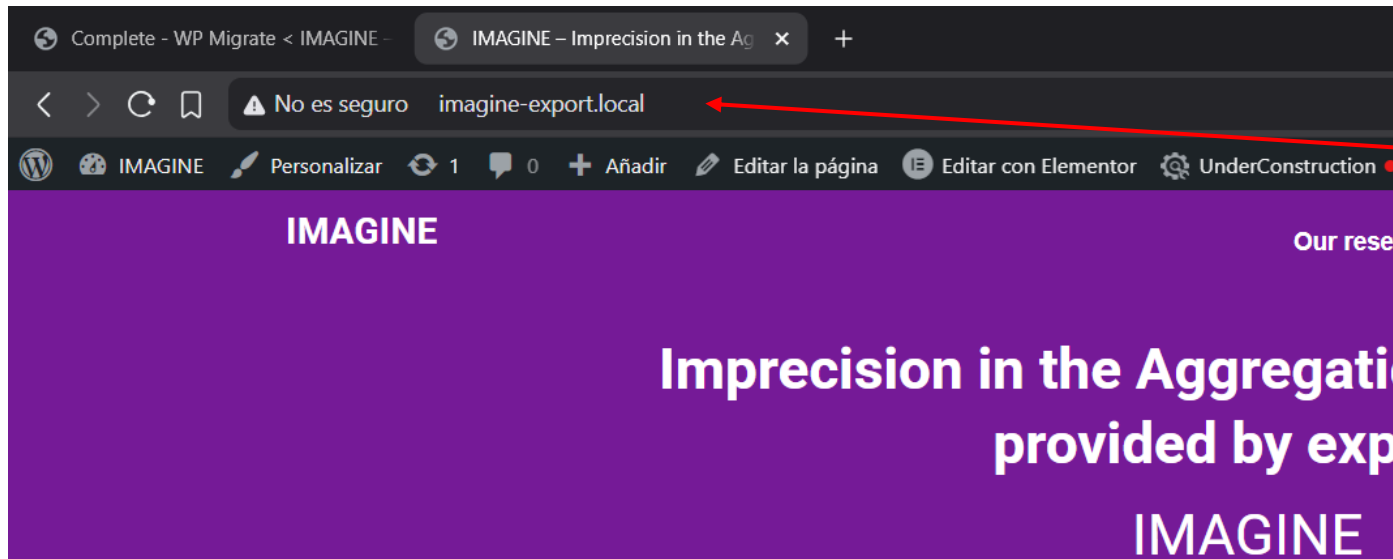 Complete - WP Migrate < IMAGINE - IMAGINE – Imprecision in the Ag
No es seguro imagine-export.local
IMAGINE Personalizar 1 0 Añadir Editar la página Editar con Elementor UnderConstruction
IMAGINE Our rese
Imprecision in the Aggregati
provided by exp
IMAGINE